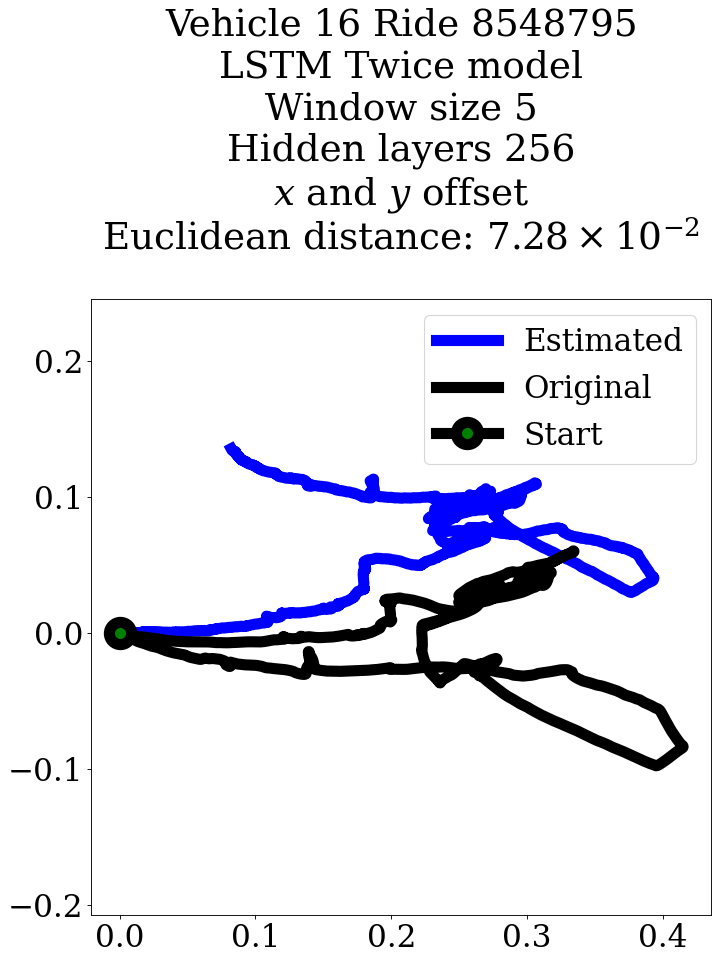 Vehicle 16 Ride 8548795
LSTM Twice model
Window size 5
Hidden layers 256
x and y offset
Euclidean distance: 7.28 × 10⁻²
Estimated
Original
Start
0.2
0.1
0.0
−0.1
−0.2
0.0 0.1 0.2 0.3 0.4